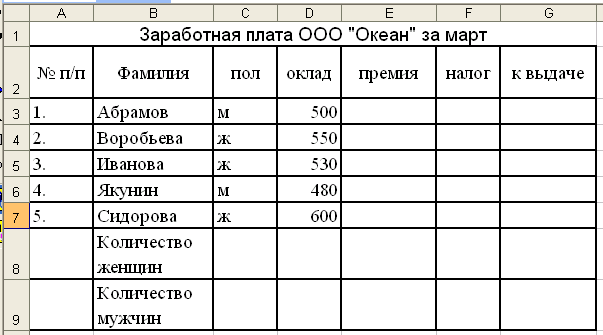 A B C D E F G
1 Заработная плата ООО "Океан" за март
2 № п/п Фамилия пол оклад премия налог к выдаче
3 1. Абрамов м 500
4 2. Воробьева ж 550
5 3. Иванова ж 530
6 4. Якунин м 480
7 5. Сидорова ж 600
Количество
8 женщин
Количество
9 мужчин